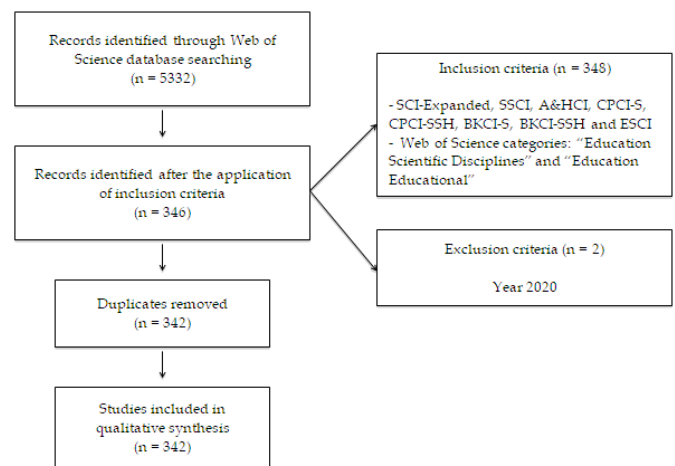 Records identified through Web of
Science database searching
(n = 5332)
Records identified after the application
of inclusion criteria
(n = 346)
Duplicates removed
(n = 342)
Studies included in
qualitative synthesis
(n = 342)
Inclusion criteria (n = 348)
- SCI-Expanded, SSCI, A&HCI, CPCI-S,
CPCI-SSH, BKCI-S, BKCI-SSH and ESCI
- Web of Science categories: “Education
Scientific Disciplines” and “Education
Educational”
Exclusion criteria (n = 2)
Year 2020